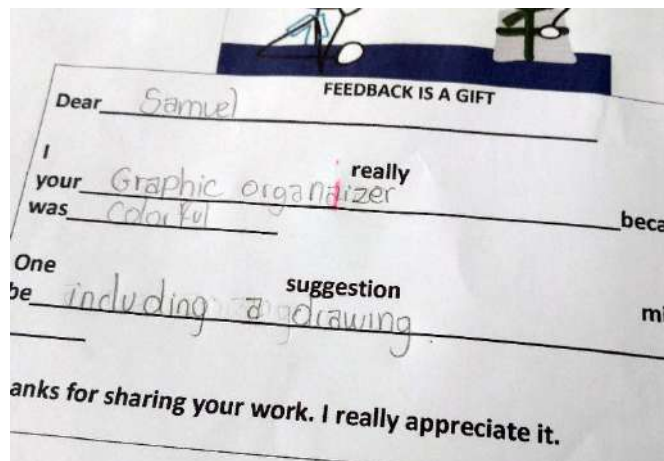 FEEDBACK IS A GIFT
Dear Samuel
I really
your Graphic organaizer beca
was Colorful
One suggestion mi
be including a drawing
anks for sharing your work. I really appreciate it.